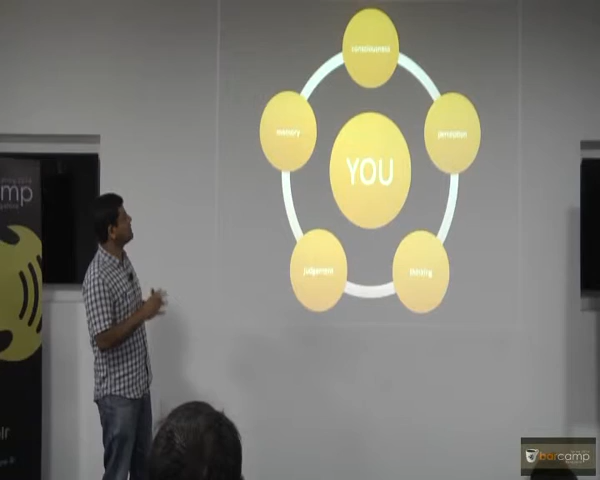 consciousness
memory
perception
YOU
judgement
thinking
mp
barcamp